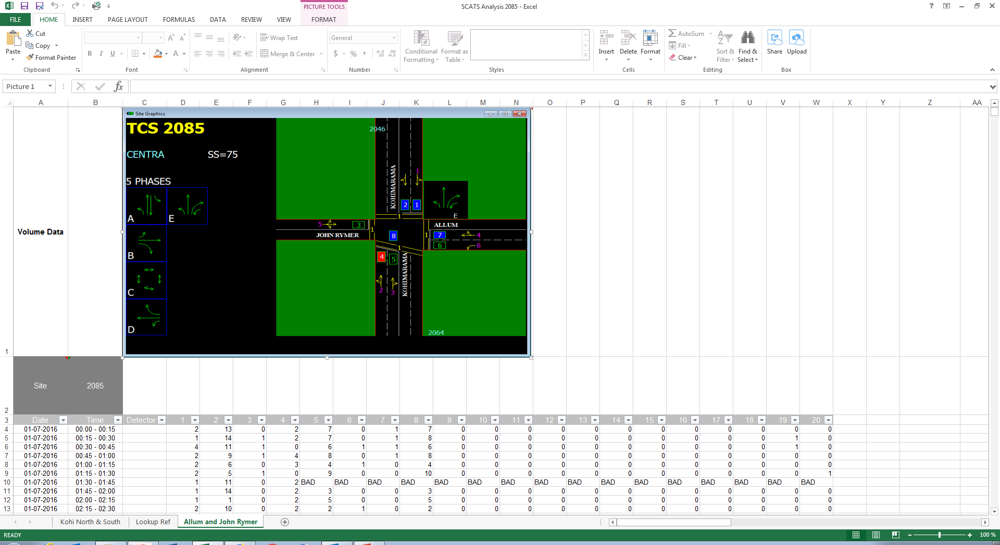 SCATS Analysis 2085 - Excel
PICTURE TOOLS
FILE HOME INSERT PAGE LAYOUT FORMULAS DATA REVIEW VIEW FORMAT
Paste Cut
Copy
Format Painter
Clipboard
B I U A
Font
Wrap Text
Merge & Center
Alignment
General
$ % ,
Number
Conditional Formatting
Format as Table
Styles
Insert Delete Format
Cells
AutoSum
Fill
Clear
Sort & Filter
Find & Select
Editing
Share Upload
Box
Picture 1 fx
A B C D E F G H I J K L M N O P Q R S T U V W X Y Z AA
Site Graphics
TCS 2085
CENTRA SS=75
5 PHASES
A E
B
C
D
2046
KOHIMARAMA
1
2 1
1
E
5 3
JOHN RYMER
1
8
1
ALLUM
7 4
6 6
1
4 5
KOHIMARAMA
2 3
2064
Volume Data
1
Site 2085
2
3 Date Time Detector 1 2 3 4 5 6 7 8 9 10 11 12 13 14 15 16 17 18 19 20
4 01-07-2016 00:00 - 00:15 2 13 0 2 7 0 1 7 0 0 0 0 0 0 0 0 0 0 0 0
5 01-07-2016 00:15 - 00:30 1 14 1 2 7 0 1 8 0 0 0 0 0 0 0 0 0 0 1 0
6 01-07-2016 00:30 - 00:45 4 11 1 0 6 1 1 6 0 0 0 0 0 0 0 0 0 0 1 0
7 01-07-2016 00:45 - 01:00 2 9 1 4 8 0 1 8 0 0 0 0 0 0 0 0 0 0 0 0
8 01-07-2016 01:00 - 01:15 2 6 0 3 4 1 0 4 0 0 0 0 0 0 0 0 0 0 0 0
9 01-07-2016 01:15 - 01:30 2 5 1 0 9 0 0 10 0 0 0 0 0 0 0 0 0 0 0 1
10 01-07-2016 01:30 - 01:45 1 11 0 2 BAD BAD BAD BAD BAD BAD BAD BAD BAD BAD BAD BAD BAD BAD BAD BAD
11 01-07-2016 01:45 - 02:00 1 14 0 2 3 0 0 3 0 0 0 0 0 0 0 0 0 0 0 0
12 01-07-2016 02:00 - 02:15 1 1 0 2 5 0 0 5 0 0 0 0 0 0 0 0 0 0 0 0
13 01-07-2016 02:15 - 02:30 2 10 0 2 2 1 0 2 0 0 0 0 0 0 0 0 0 0 0 0
Kohi North & South Lookup Ref Allum and John Rymer
READY 100 %